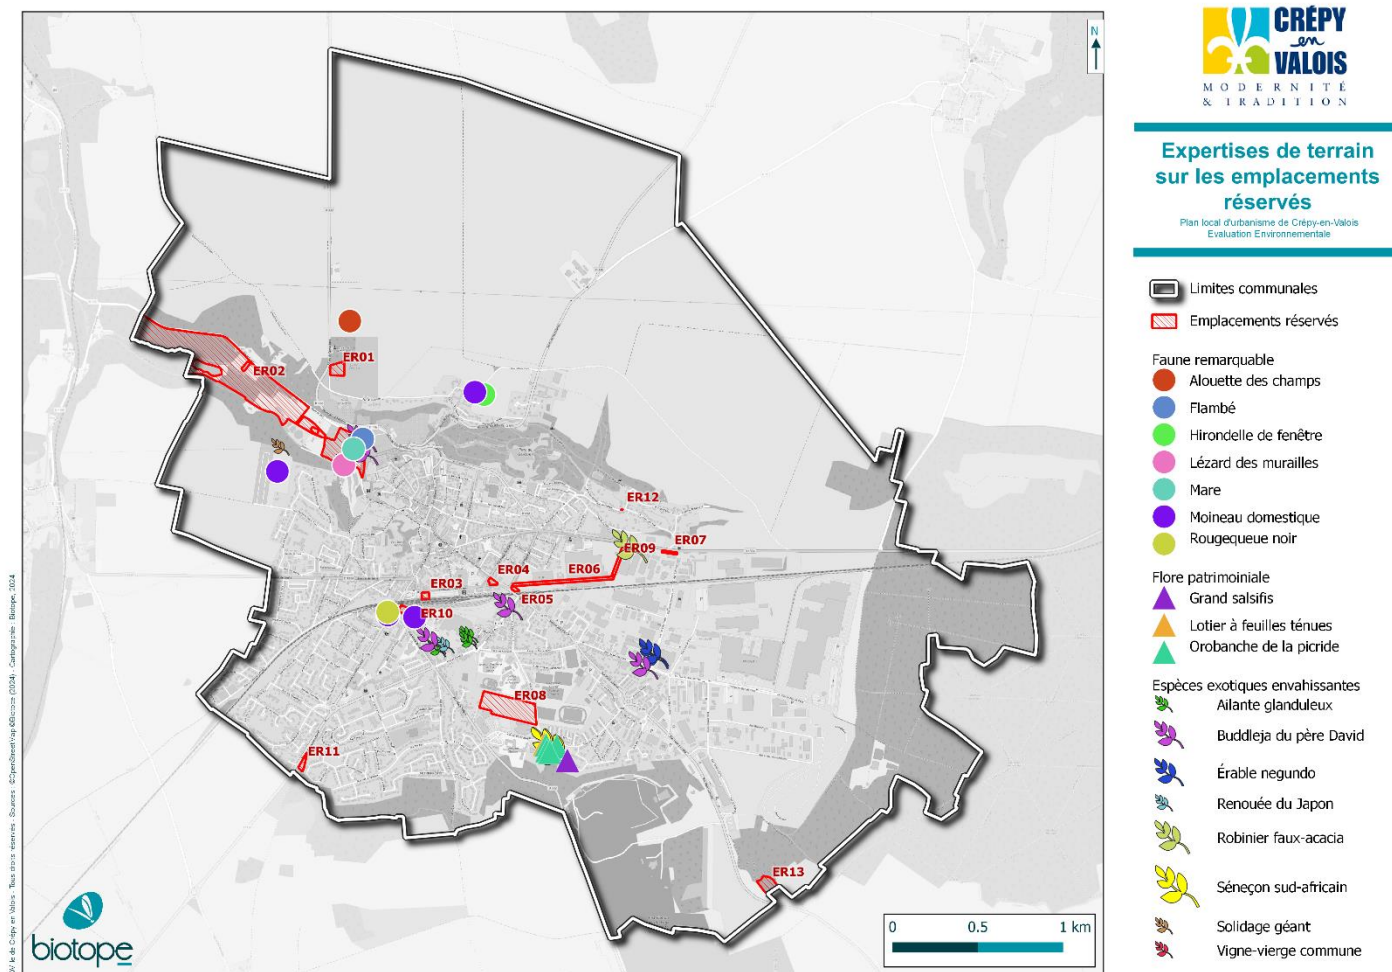 N
ER01
ER02
ER12
ER07
ER09
ER06
ER04
ER03
ER05
ER10
ER08
ER11
ER13
0 0.5 1 km
biotope
CRÉPY
en
VALOIS
MODERNITÉ
& TRADITION
Expertises de terrain
sur les emplacements
réservés
Plan local d'urbanisme de Crépy-en-Valois
Evaluation Environnementale
Limites communales
Emplacements réservés
Faune remarquable
Alouette des champs
Flambé
Hirondelle de fenêtre
Lézard des murailles
Mare
Moineau domestique
Rougequeue noir
Flore patrimoiniale
Grand salsifis
Lotier à feuilles ténues
Orobanche de la picride
Espèces exotiques envahissantes
Ailante glanduleux
Buddleja du père David
Érable negundo
Renouée du Japon
Robinier faux-acacia
Séneçon sud-africain
Solidage géant
Vigne-vierge commune